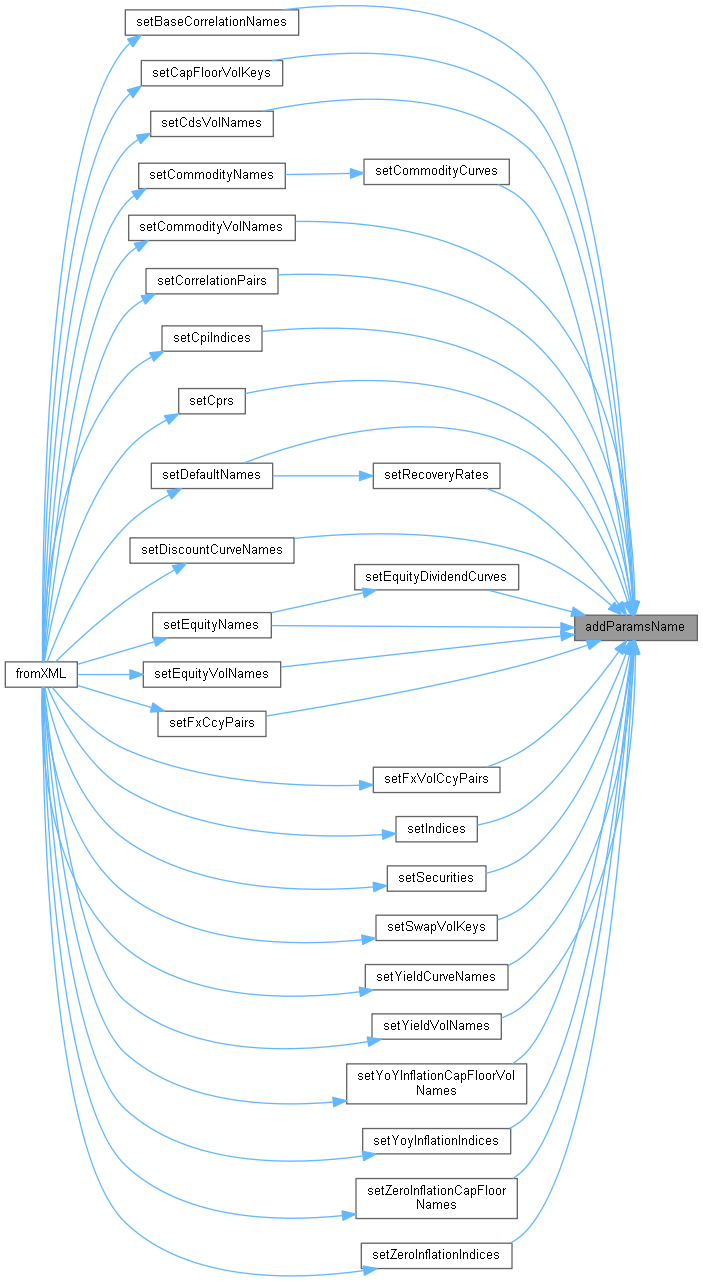 setBaseCorrelationNames
setCapFloorVolKeys
setCdsVolNames
setCommodityNames
setCommodityCurves
setCommodityVolNames
setCorrelationPairs
setCpiIndices
setCprs
setDefaultNames
setRecoveryRates
setDiscountCurveNames
setEquityDividendCurves
setEquityNames
addParamsName
fromXML
setEquityVolNames
setFxCcyPairs
setFxVolCcyPairs
setIndices
setSecurities
setSwapVolKeys
setYieldCurveNames
setYieldVolNames
setYoYInflationCapFloorVol
Names
setYoyInflationIndices
setZeroInflationCapFloor
Names
setZeroInflationIndices